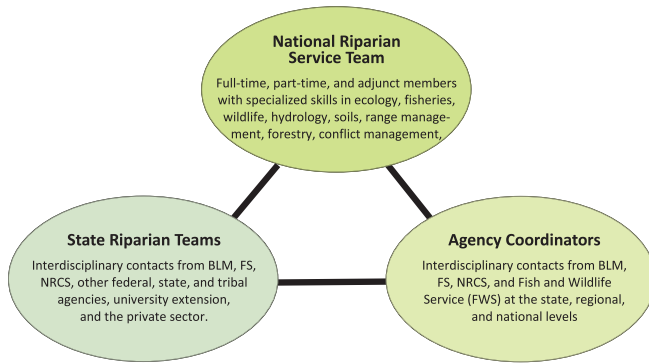 National Riparian
Service Team
Full-time, part-time, and adjunct members
with specialized skills in ecology, fisheries,
wildlife, hydrology, soils, range manage-
ment, forestry, conflict management,
State Riparian Teams
Interdisciplinary contacts from BLM, FS,
NRCS, other federal, state, and tribal
agencies, university extension,
and the private sector.
Agency Coordinators
Interdisciplinary contacts from BLM,
FS, NRCS, and Fish and Wildlife
Service (FWS) at the state, regional,
and national levels